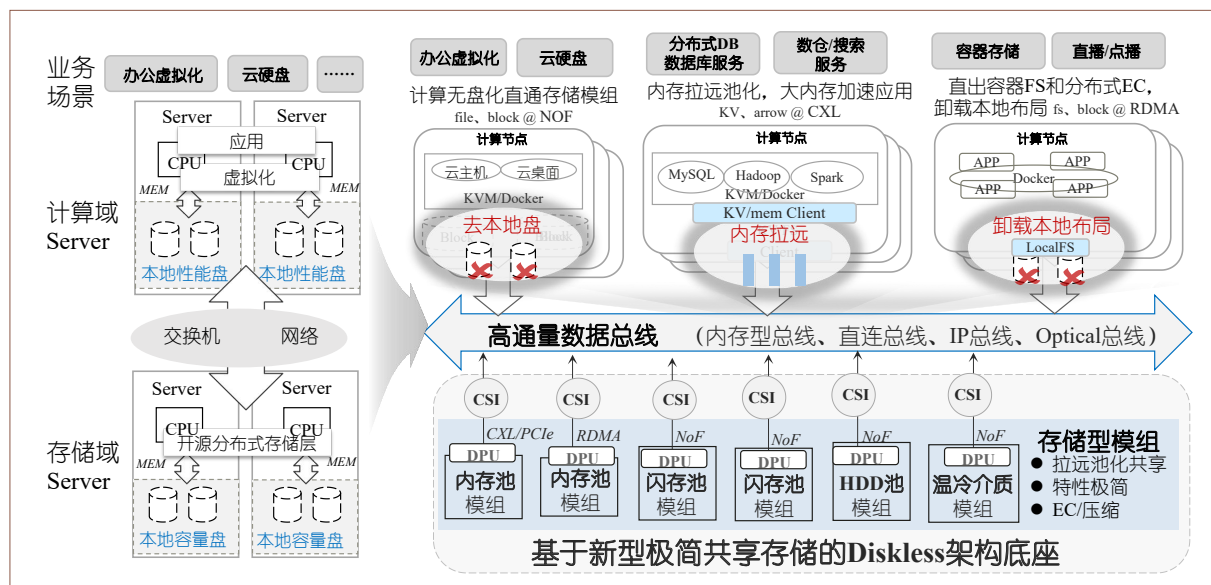 业务
场景
办公虚拟化
云硬盘
……
Server
Server
应用
CPU
CPU
虚拟化
MEM
MEM
计算域
Server
本地性能盘
本地性能盘
交换机
网络
Server
Server
CPU
CPU
开源分布式存储层
MEM
MEM
存储域
Server
本地容量盘
本地容量盘
办公虚拟化
云硬盘
计算无盘化直通存储模组
file、block @ NOF
计算节点
云主机
云桌面
KVM/Docker
Block
去本地盘
分布式DB
数据库服务
数仓/搜索
服务
内存拉远池化，大内存加速应用
KV、arrow @ CXL
计算节点
MySQL
Hadoop
Spark
KVM/Docker
KV/mem Client
内存拉远
Client
容器存储
直播/点播
直出容器FS和分布式EC，
卸载本地布局 fs、block @ RDMA
计算节点
APP
APP
Docker
APP
APP
卸载本地布局
LocalFS
高通量数据总线
（内存型总线、直连总线、IP总线、Optical总线）
CSI
CSI
CSI
CSI
CSI
CSI
CXL/PCIe
RDMA
NoF
NoF
NoF
NoF
DPU
DPU
DPU
DPU
DPU
DPU
内存池
模组
内存池
模组
闪存池
模组
闪存池
模组
HDD池
模组
温冷介质
模组
存储型模组
● 拉远池化共享
● 特性极简
● EC/压缩
基于新型极简共享存储的Diskless架构底座